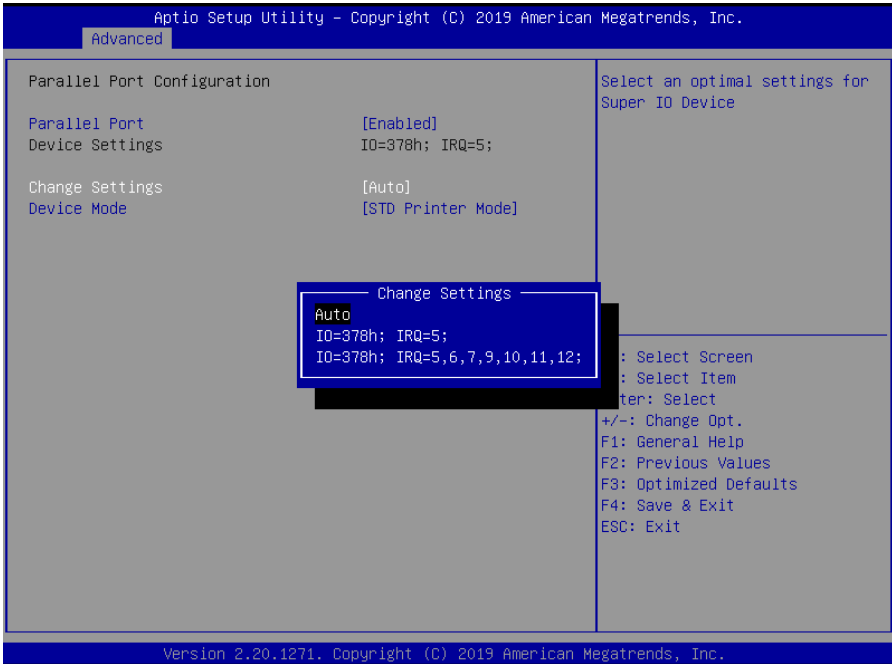 Aptio Setup Utility – Copyright (C) 2019 American Megatrends, Inc.
Advanced
Parallel Port Configuration
Parallel Port [Enabled]
Device Settings IO=378h; IRQ=5;
Change Settings [Auto]
Device Mode [STD Printer Mode]
Select an optimal settings for
Super IO Device
Change Settings
Auto
IO=378h; IRQ=5;
IO=378h; IRQ=5,6,7,9,10,11,12;
: Select Screen
: Select Item
ter: Select
+/-: Change Opt.
F1: General Help
F2: Previous Values
F3: Optimized Defaults
F4: Save & Exit
ESC: Exit
Version 2.20.1271. Copyright (C) 2019 American Megatrends, Inc.